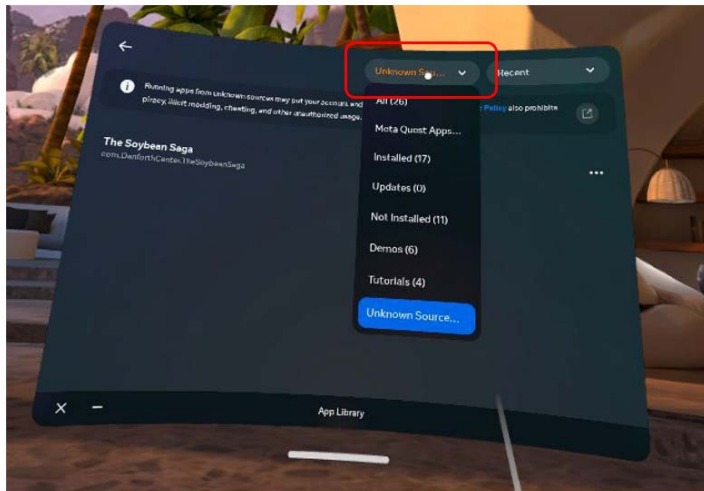 Unknown Sou...
Recent
Running apps from unknown sources may put your account and
Policy also prohibits
piracy, illicit modding, cheating, and other unauthorized usage.
All (26)
Meta Quest Apps...
Installed (17)
Updates (0)
Not Installed (11)
Demos (6)
Tutorials (4)
Unknown Source...
The Soybean Saga
com.DanforthCenter.TheSoybeanSaga
App Library